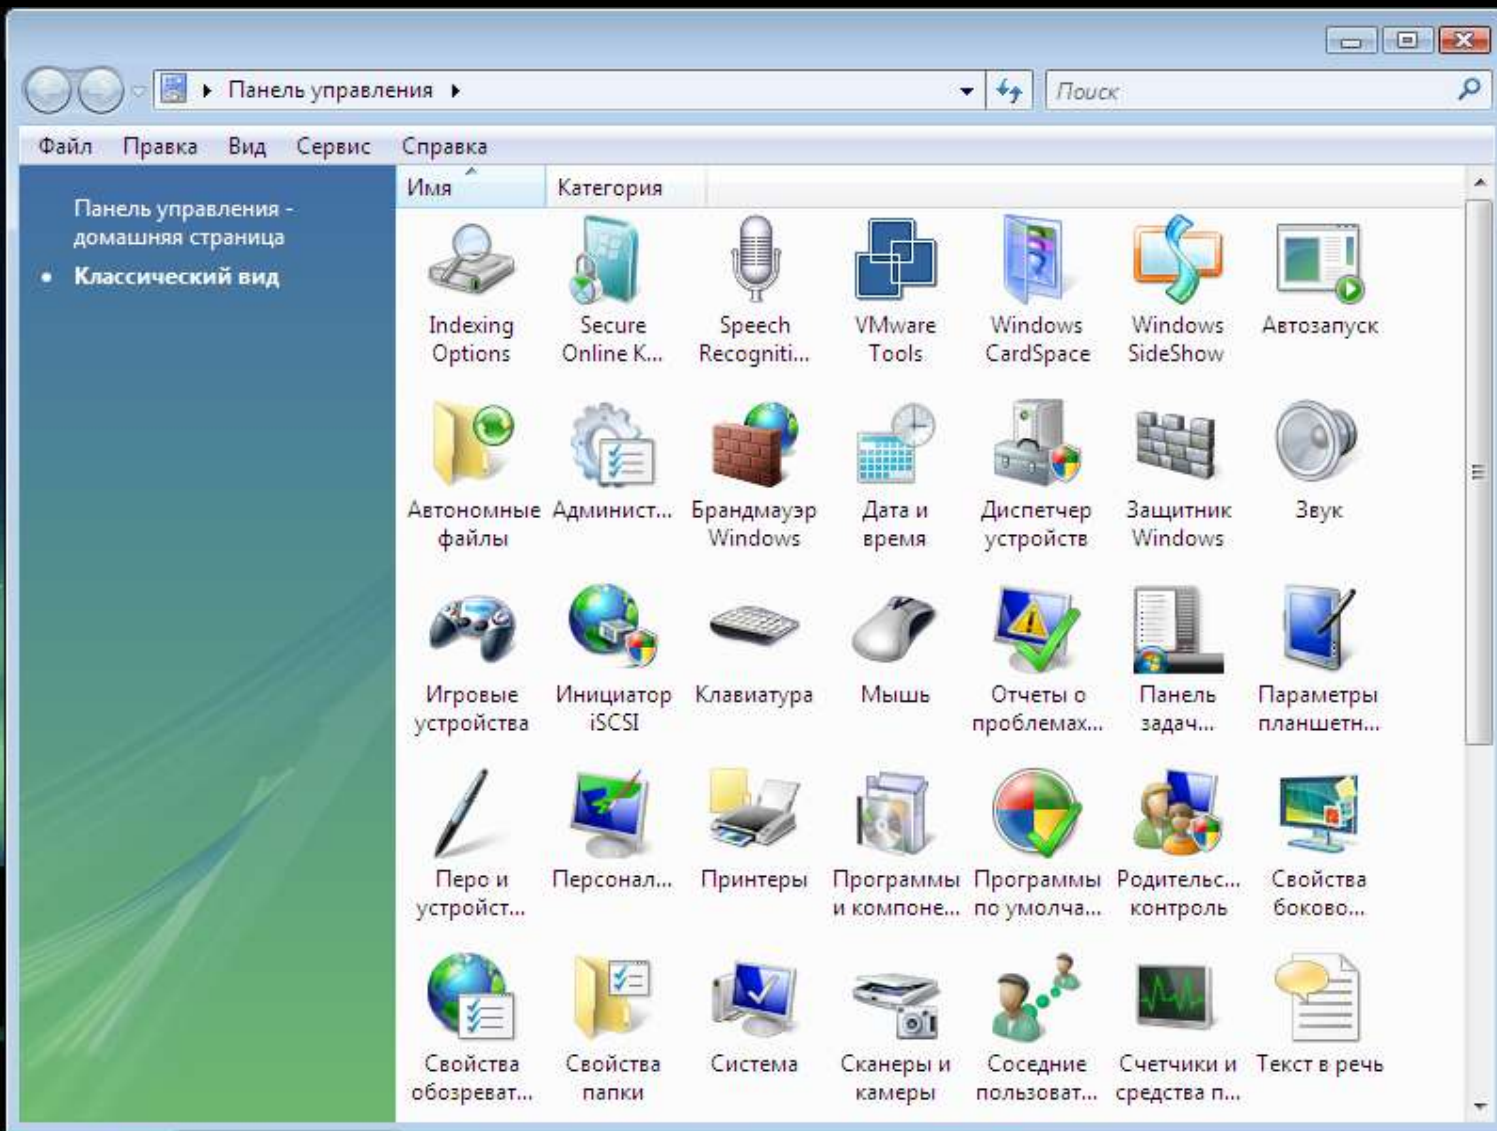 Панель управления
Поиск
Файл Правка Вид Сервис Справка
Панель управления -
домашняя страница
Классический вид
Имя Категория
Indexing
Options
Secure
Online K...
Speech
Recogniti...
VMware
Tools
Windows
CardSpace
Windows
SideShow
Автозапуск
Автономные
файлы
Админист...
Брандмауэр
Windows
Дата и
время
Диспетчер
устройств
Защитник
Windows
Звук
Игровые
устройства
Инициатор
iSCSI
Клавиатура
Мышь
Отчеты о
проблемах...
Панель
задач...
Параметры
планшетн...
Перо и
устройст...
Персонал...
Принтеры
Программы
и компоне...
Программы
по умолча...
Родительс...
контроль
Свойства
боково...
Свойства
обозреват...
Свойства
папки
Система
Сканеры и
камеры
Соседние
пользоват...
Счетчики и
средства п...
Текст в речь